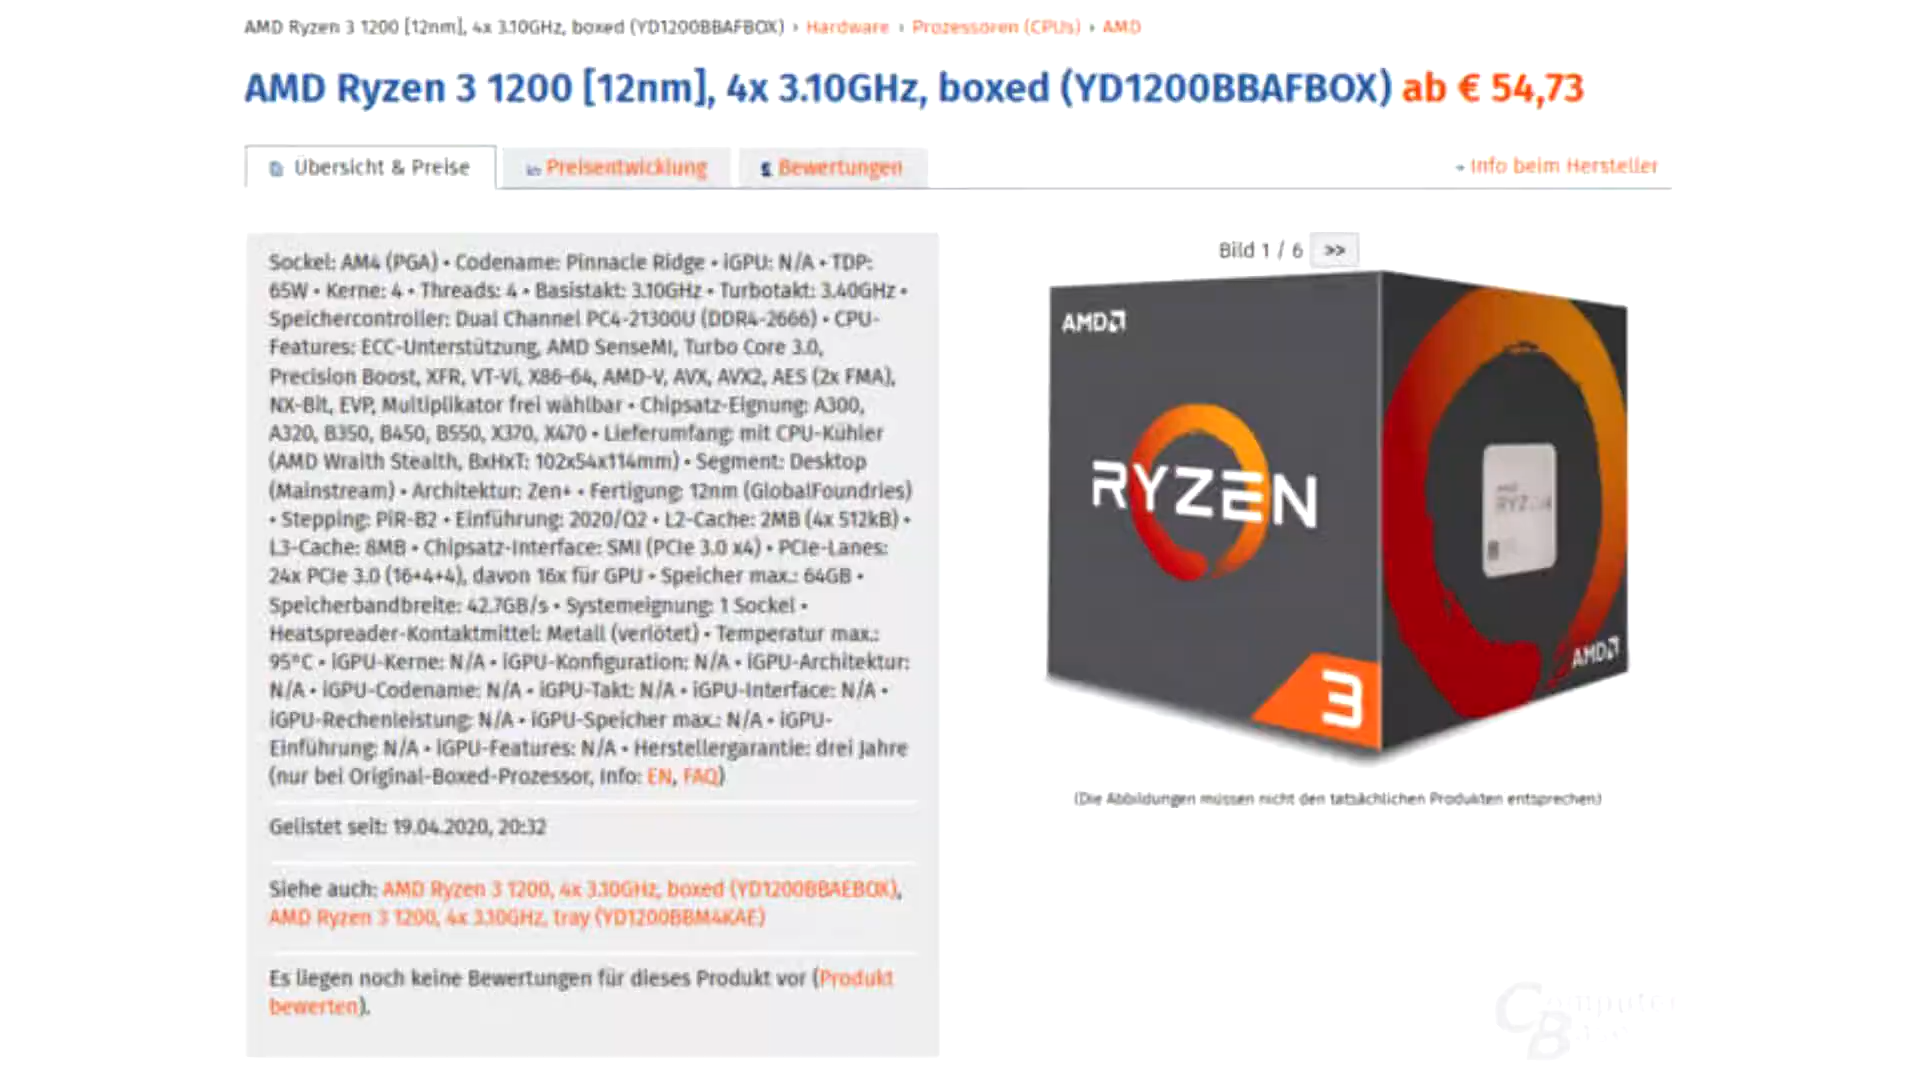 AMD Ryzen 3 1200 [12nm], 4x 3.10GHz, boxed (YD1200BBAFBOX) › Hardware › Prozessoren (CPUs) › AMD
AMD Ryzen 3 1200 [12nm], 4x 3.10GHz, boxed (YD1200BBAFBOX) ab € 54,73
Übersicht & Preise
Preisentwicklung
Bewertungen
Info beim Hersteller
Sockel: AM4 (PGA) • Codename: Pinnacle Ridge • iGPU: N/A • TDP:
65W • Kerne: 4 • Threads: 4 • Basistakt: 3.10GHz • Turbotakt: 3.40GHz •
Speichercontroller: Dual Channel PC4-21300U (DDR4-2666) • CPU-
Features: ECC-Unterstützung, AMD SenseMI, Turbo Core 3.0,
Precision Boost, XFR, VT-Vi, X86-64, AMD-V, AVX, AVX2, AES (2x FMA),
NX-Bit, EVP, Multiplikator frei wählbar • Chipsatz-Eignung: A300,
A320, B350, B450, B550, X370, X470 • Lieferumfang: mit CPU-Kühler
(AMD Wraith Stealth, BxHxT: 102x54x114mm) • Segment: Desktop
(Mainstream) • Architektur: Zen+ • Fertigung: 12nm (GlobalFoundries)
• Stepping: PiR-B2 • Einführung: 2020/Q2 • L2-Cache: 2MB (4x 512kB) •
L3-Cache: 8MB • Chipsatz-Interface: SMI (PCIe 3.0 x4) • PCIe-Lanes:
24x PCIe 3.0 (16+4+4), davon 16x für GPU • Speicher max.: 64GB •
Speicherbandbreite: 42.7GB/s • Systemeignung: 1 Sockel •
Heatspreader-Kontaktmittel: Metall (verlötet) • Temperatur max.:
95°C • iGPU-Kerne: N/A • iGPU-Konfiguration: N/A • iGPU-Architektur:
N/A • iGPU-Codename: N/A • iGPU-Takt: N/A • iGPU-Interface: N/A •
iGPU-Rechenleistung: N/A • iGPU-Speicher max.: N/A • iGPU-
Einführung: N/A • iGPU-Features: N/A • Herstellergarantie: drei Jahre
(nur bei Original-Boxed-Prozessor, Info: EN, FAQ)
Gelistet seit: 19.04.2020, 20:32
Siehe auch: AMD Ryzen 3 1200, 4x 3.10GHz, boxed (YD1200BBAEBOX),
AMD Ryzen 3 1200, 4x 3.10GHz, tray (YD1200BBM4KAE)
Es liegen noch keine Bewertungen für dieses Produkt vor (Produkt
bewerten).
Bild 1 / 6 >>
AMD
RYZEN
3
RYZEN
AMD
(Die Abbildungen müssen nicht den tatsächlichen Produkten entsprechen)